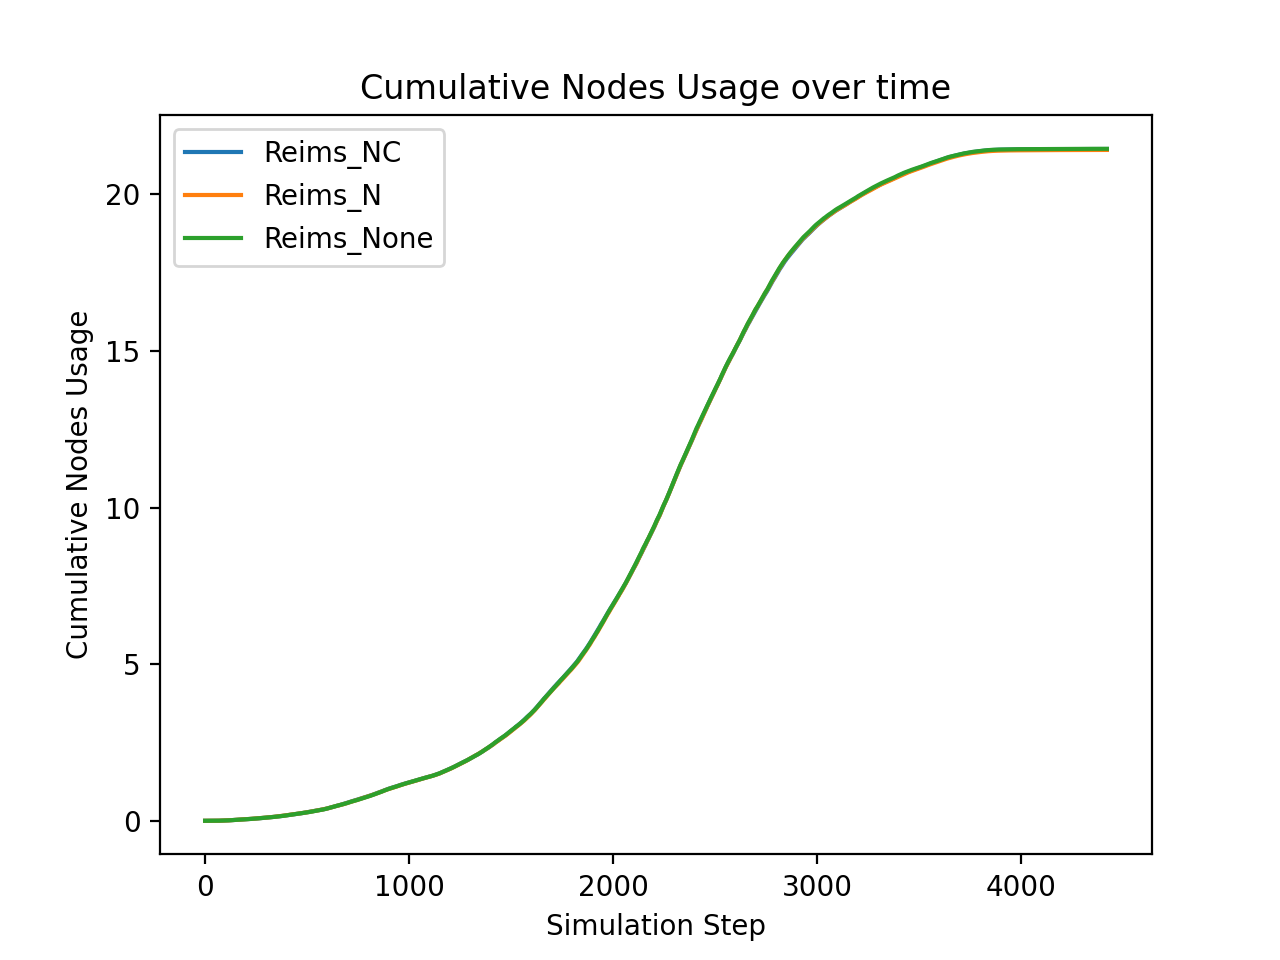 Cumulative Nodes Usage over time
Reims_NC
Reims_N
Reims_None
Cumulative Nodes Usage
20
15
10
5
0
0 1000 2000 3000 4000
Simulation Step